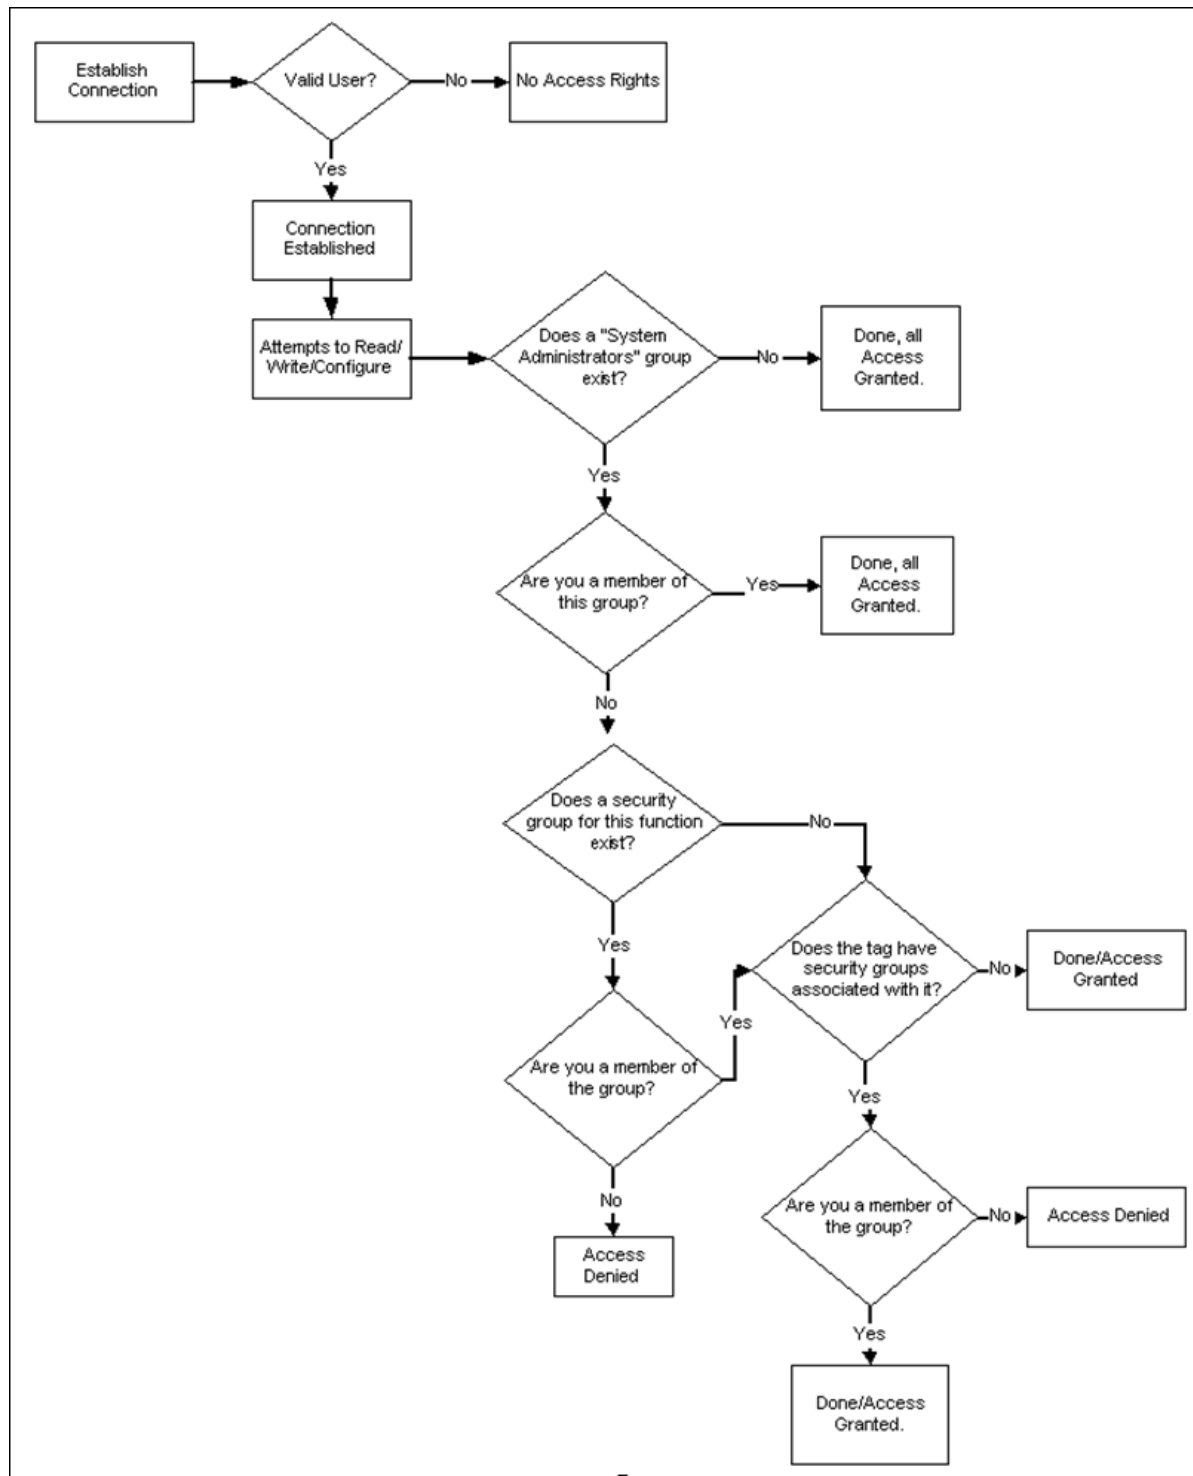 Establish
Connection
Valid User?
No
No Access Rights
Yes
Connection
Established
Attempts to Read/
Write/Configure
Does a "System
Administrators" group
exist?
No
Done, all
Access
Granted.
Yes
Are you a member of
this group?
Yes
Done, all
Access
Granted.
No
Does a security
group for this function
exist?
No
Yes
Does the tag have
security groups
associated with it?
No
Done/Access
Granted
Are you a member of
the group?
Yes
Yes
No
Access
Denied
Are you a member of
the group?
No
Access Denied
Yes
Done/Access
Granted.